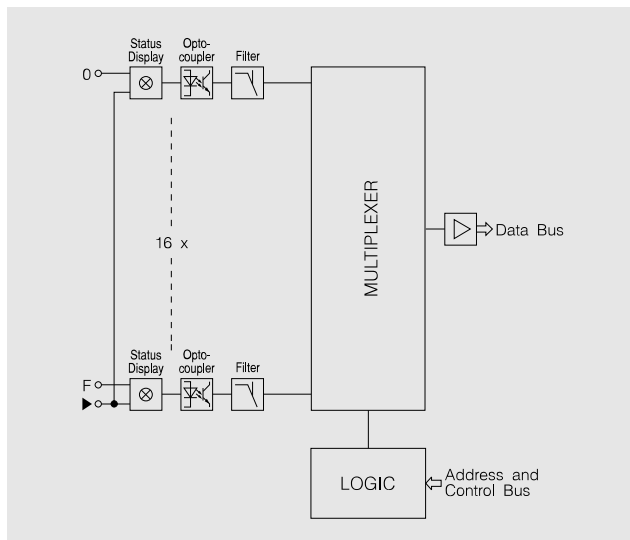 Status
Display
Opto-
coupler
Filter
0
16 x
MULTIPLEXER
Data Bus
Status
Display
Opto-
coupler
Filter
F
LOGIC
Address and
Control Bus